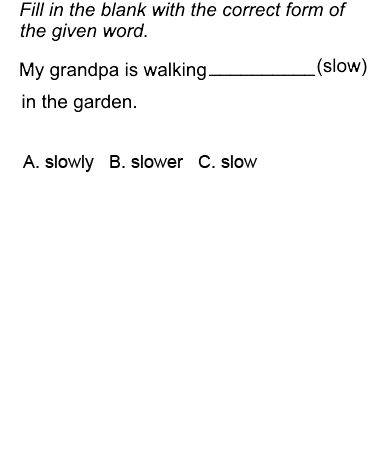 Fill in the blank with the correct form of
the given word.
My grandpa is walking__________(slow)
in the garden.
A. slowly B. slower C. slow